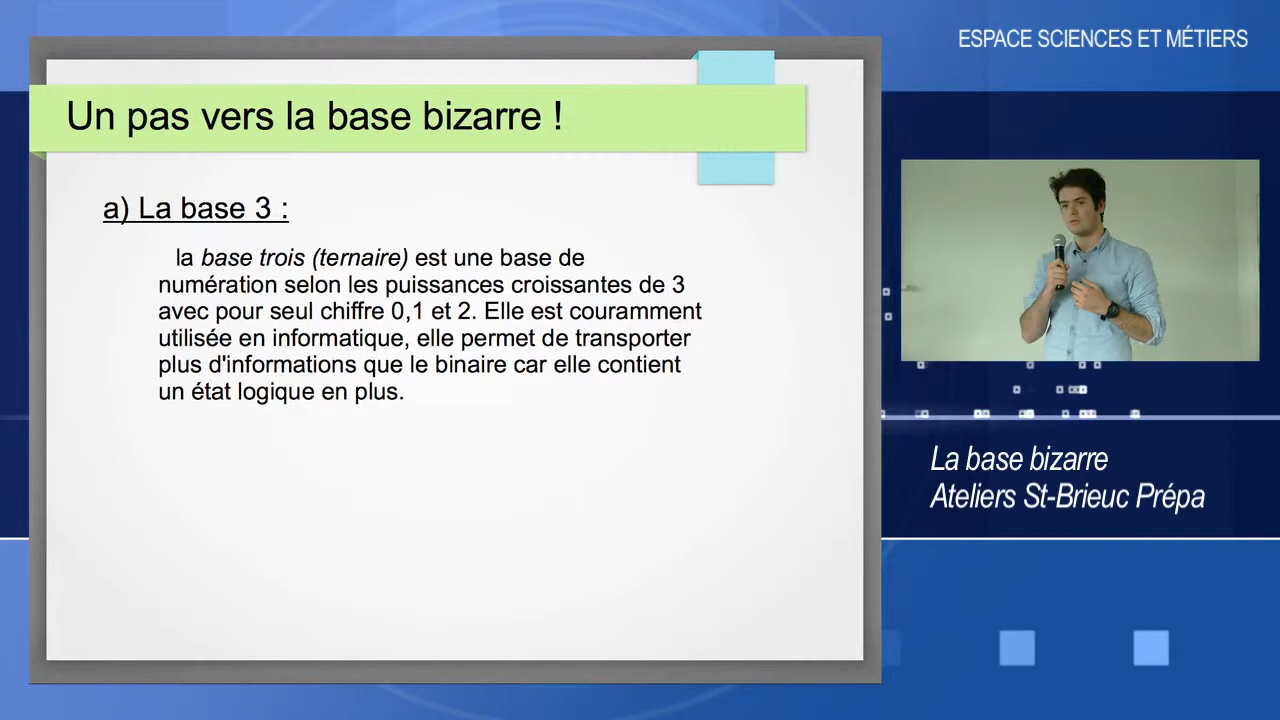 ESPACE SCIENCES ET MÉTIERS
Un pas vers la base bizarre !
a) La base 3 :
la base trois (ternaire) est une base de
numération selon les puissances croissantes de 3
avec pour seul chiffre 0,1 et 2. Elle est couramment
utilisée en informatique, elle permet de transporter
plus d'informations que le binaire car elle contient
un état logique en plus.
La base bizarre
Ateliers St-Brieuc Prépa